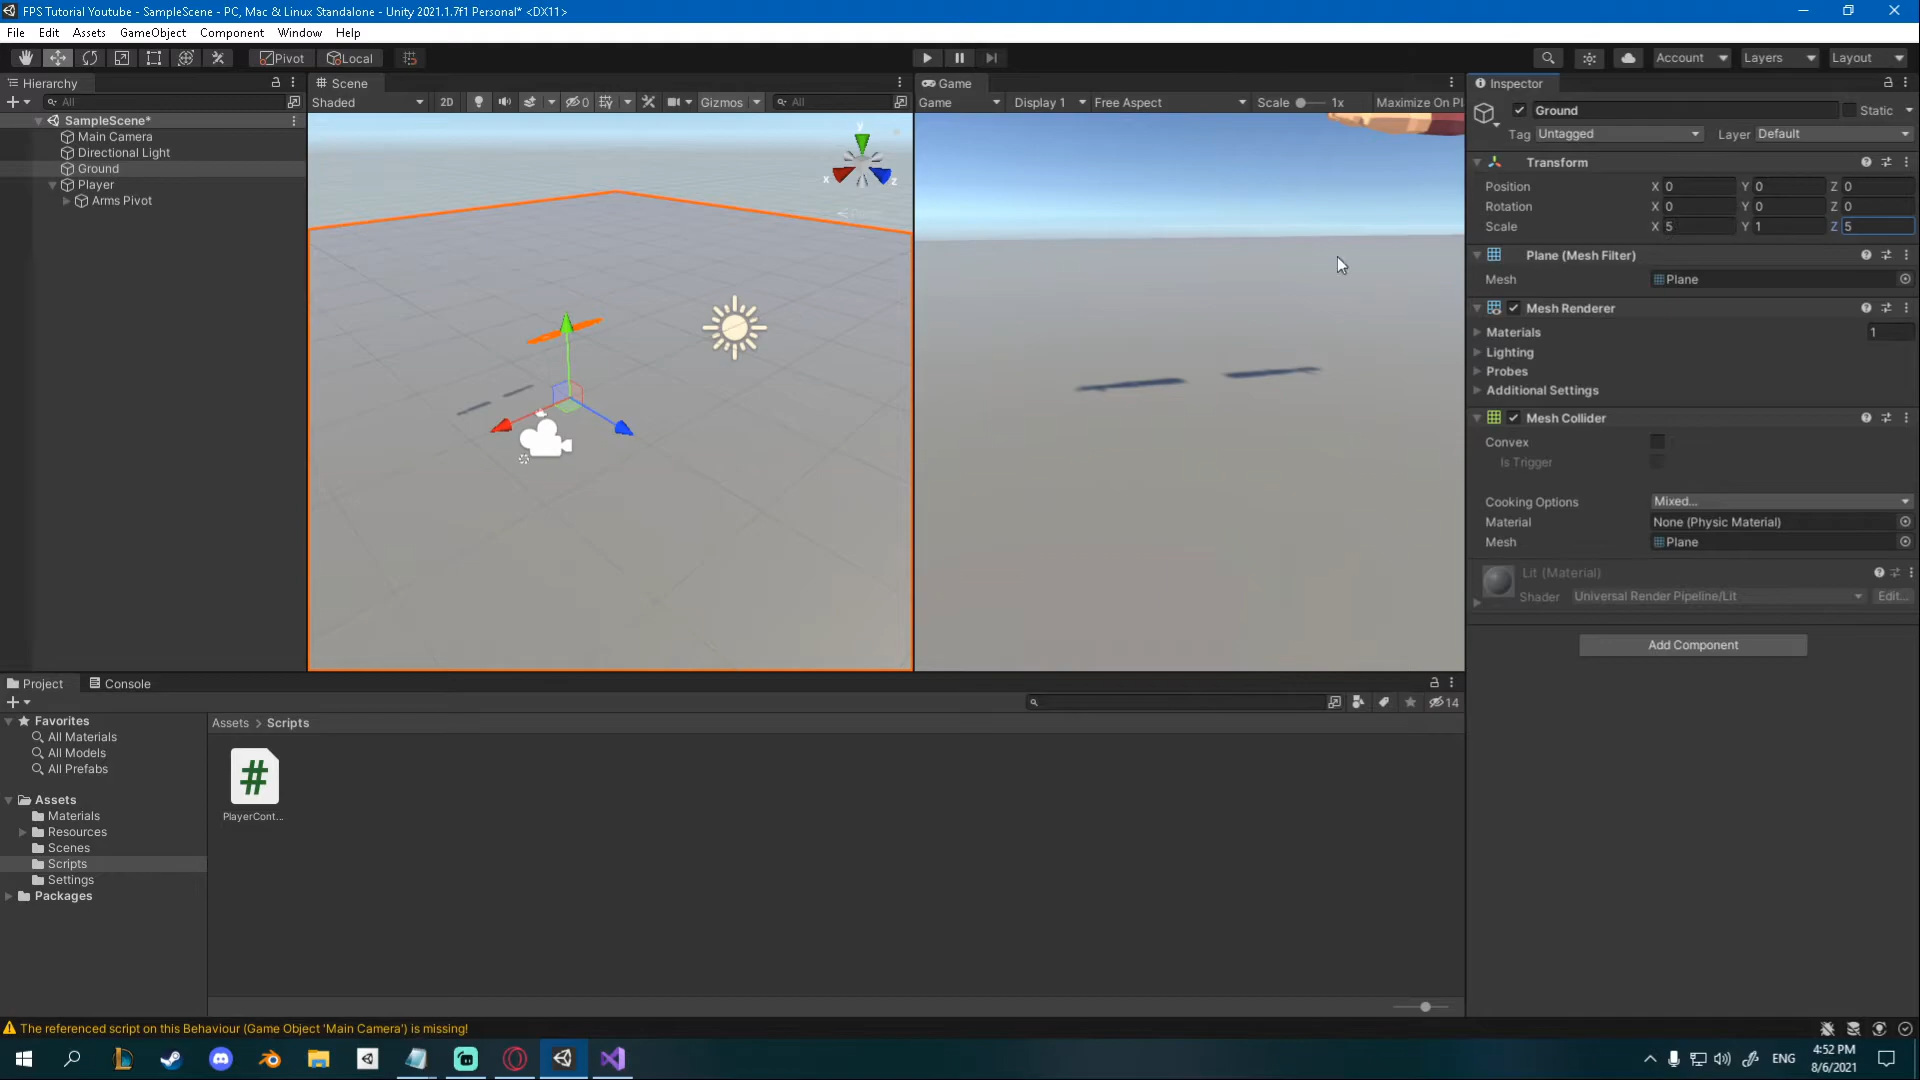 FPS Tutorial Youtube - SampleScene - PC, Mac & Linux Standalone - Unity 2021.1.7f1 Personal* <DX11>
File Edit Assets GameObject Component Window Help
Pivot Local Account Layers Layout
Hierarchy
All
SampleScene*
Main Camera
Directional Light
Ground
Player
Arms Pivot
Scene
Shaded 2D 0 Gizmos All
y
x z
Game
Game Display 1 Free Aspect Scale 1x Maximize On Pl
Inspector
Ground Static
Tag Untagged Layer Default
Transform
Position X 0 Y 0 Z 0
Rotation X 0 Y 0 Z 0
Scale X 5 Y 1 Z 5
Plane (Mesh Filter)
Mesh Plane
Mesh Renderer
Materials 1
Lighting
Probes
Additional Settings
Mesh Collider
Convex
Is Trigger
Cooking Options Mixed...
Material None (Physic Material)
Mesh Plane
Lit (Material)
Shader Universal Render Pipeline/Lit Edit...
Add Component
Project Console
14
Favorites
All Materials
All Models
All Prefabs
Assets
Materials
Resources
Scenes
Scripts
Settings
Packages
Assets > Scripts
#
PlayerCont...
The referenced script on this Behaviour (Game Object 'Main Camera') is missing!
ENG
4:52 PM
8/6/2021